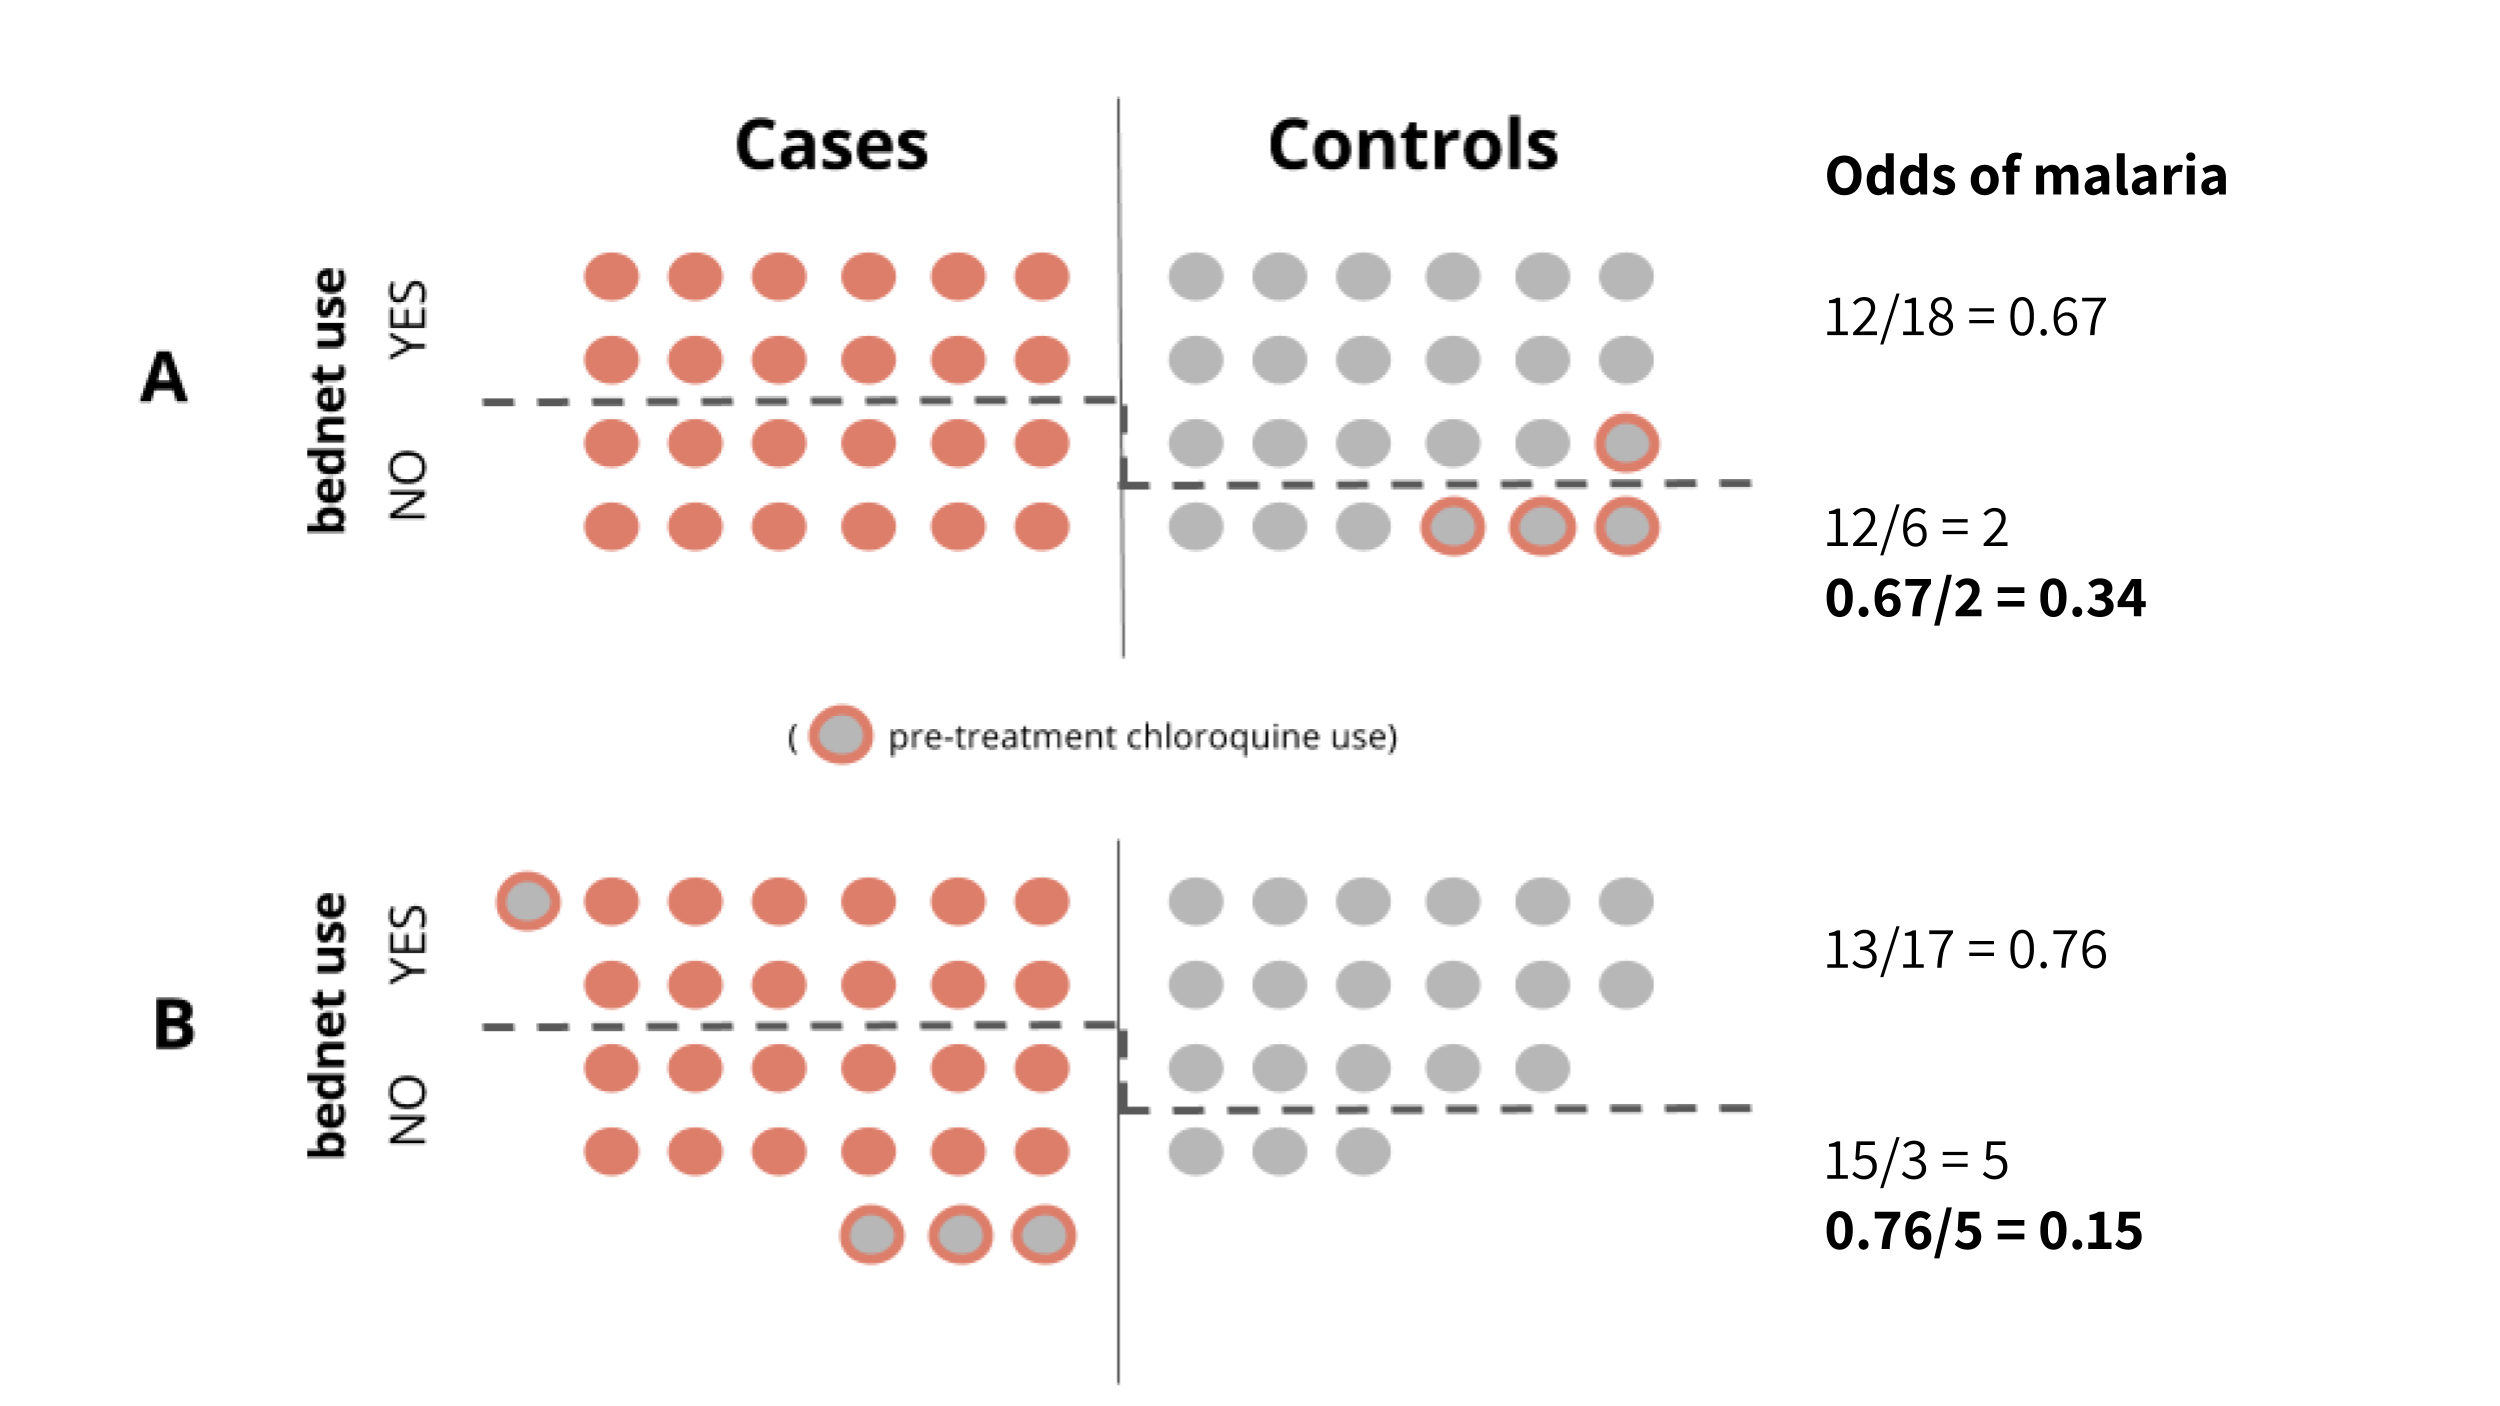 Cases
Controls
Odds of malaria
A
bednet use
YES
NO
12/18 = 0.67
12/6 = 2
0.67/2 = 0.34
( pre-treatment chloroquine use)
B
bednet use
YES
NO
13/17 = 0.76
15/3 = 5
0.76/5 = 0.15